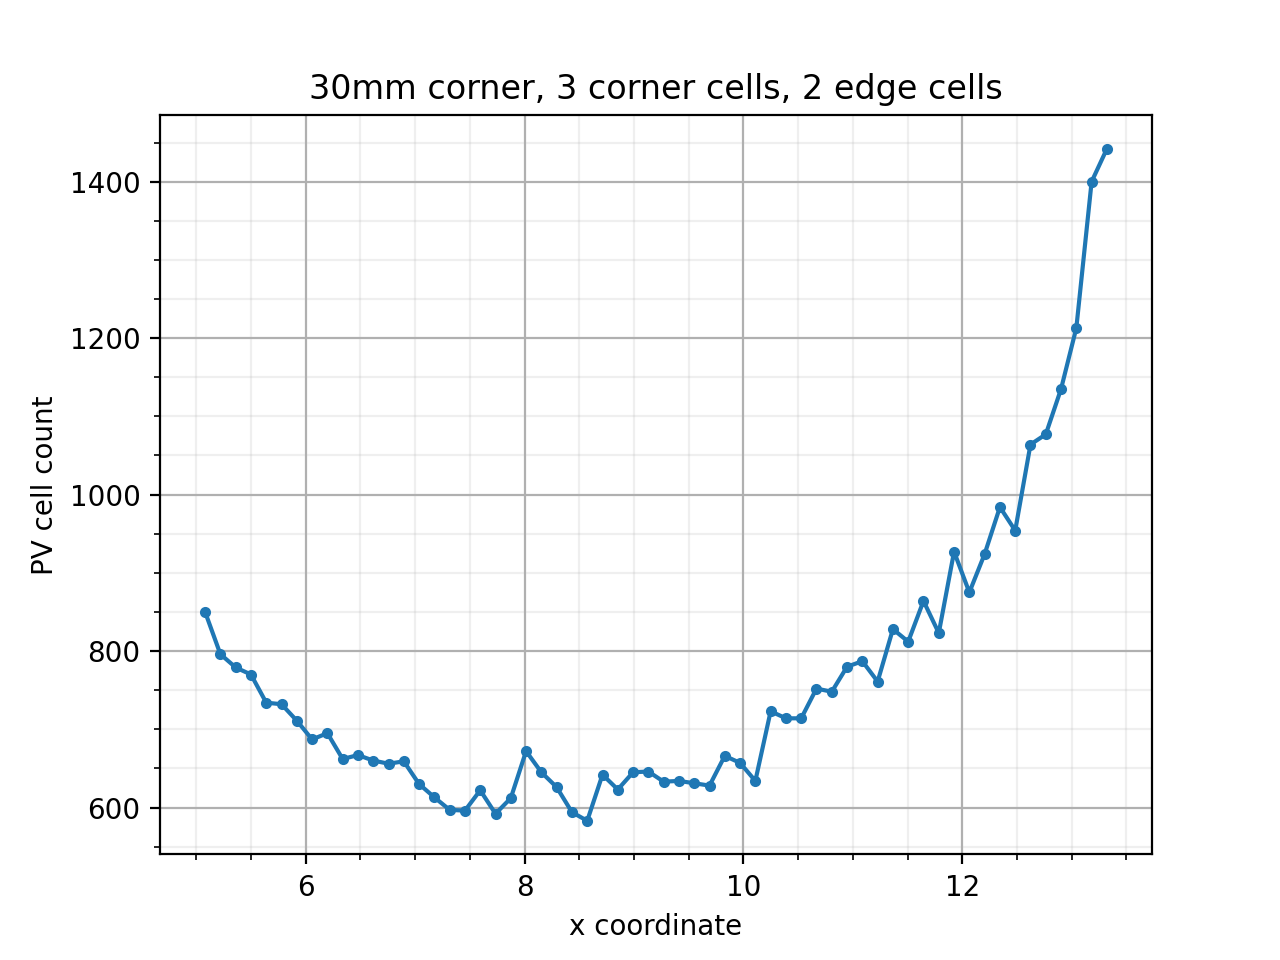 30mm corner, 3 corner cells, 2 edge cells
1400
1200
1000
800
600
PV cell count
6 8 10 12
x coordinate